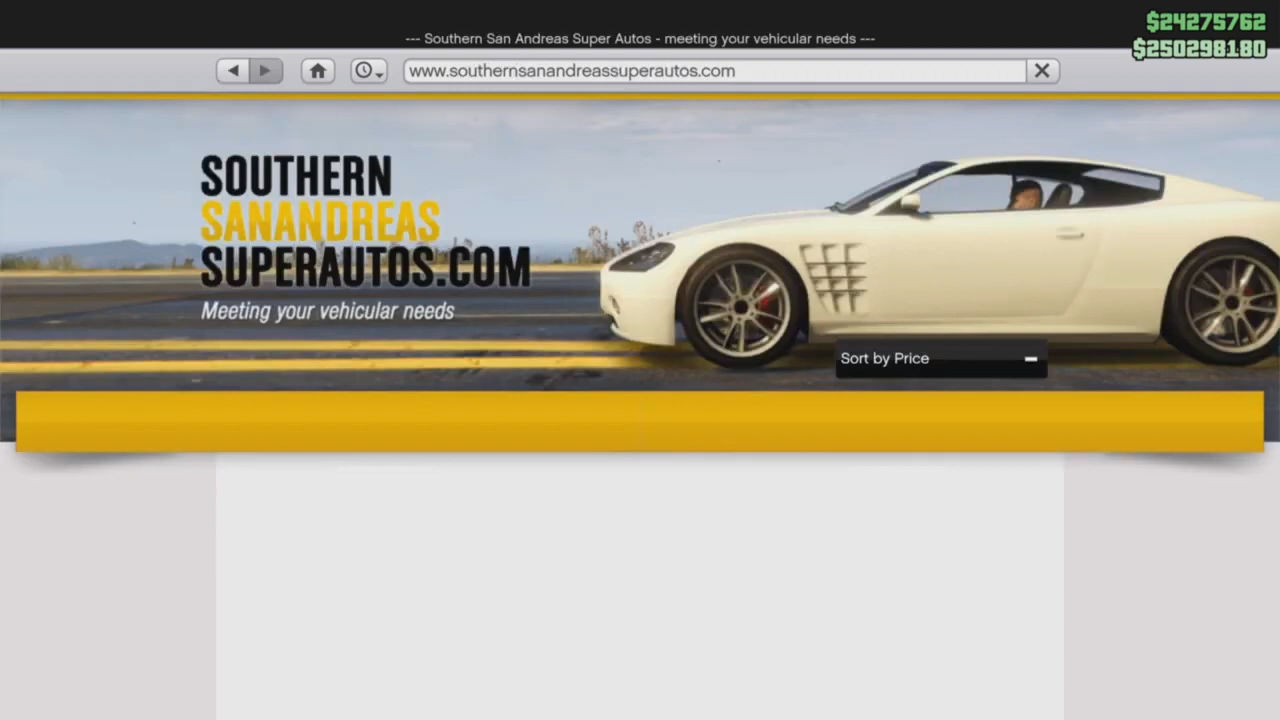 $24275762
--- Southern San Andreas Super Autos - meeting your vehicular needs ---
$250298180
www.southernsanandreassuperautos.com
SOUTHERN
SANANDREAS
SUPERAUTOS.COM
Meeting your vehicular needs
Sort by Price